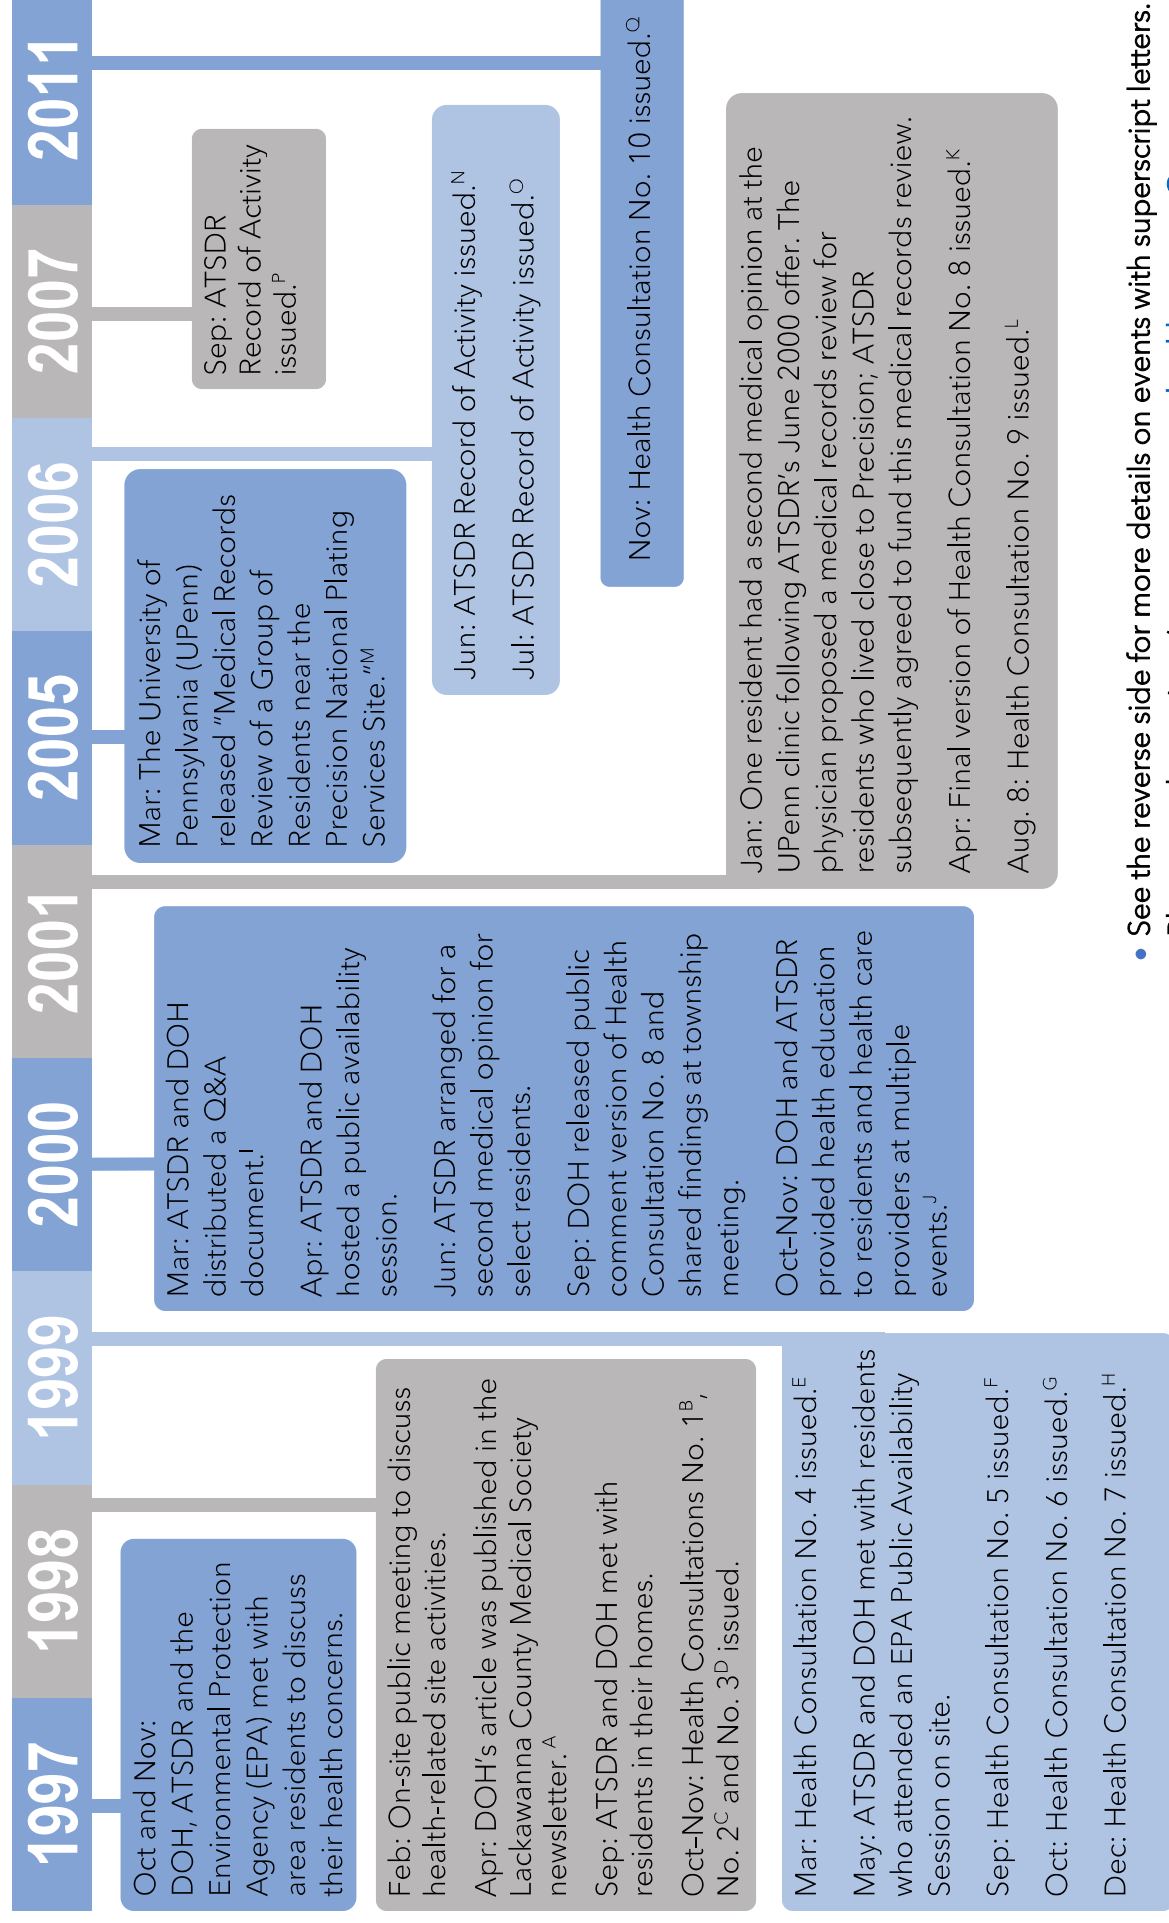 1997
1998
1999
2000
2001
2005
2006
2007
2011
Oct and Nov:
DOH, ATSDR and the
Environmental Protection
Agency (EPA) met with
area residents to discuss
their health concerns.
Feb: On-site public meeting to discuss
health-related site activities.
Apr: DOH's article was published in the
Lackawanna County Medical Society
newsletter.ᴬ
Sep: ATSDR and DOH met with
residents in their homes.
Oct–Nov: Health Consultations No. 1ᴮ,
No. 2ᶜ and No. 3ᴰ issued.
Mar: Health Consultation No. 4 issued.ᴱ
May: ATSDR and DOH met with residents
who attended an EPA Public Availability
Session on site.
Sep: Health Consultation No. 5 issued.ᶠ
Oct: Health Consultation No. 6 issued.ᴳ
Dec: Health Consultation No. 7 issued.ᴴ
Mar: ATSDR and DOH
distributed a Q&A
document.ᴵ
Apr: ATSDR and DOH
hosted a public availability
session.
Jun: ATSDR arranged for a
second medical opinion for
select residents.
Sep: DOH released public
comment version of Health
Consultation No. 8 and
shared findings at township
meeting.
Oct–Nov: DOH and ATSDR
provided health education
to residents and health care
providers at multiple
events.ᴶ
Jan: One resident had a second medical opinion at the
UPenn clinic following ATSDR's June 2000 offer. The
physician proposed a medical records review for
residents who lived close to Precision; ATSDR
subsequently agreed to fund this medical records review.
Apr: Final version of Health Consultation No. 8 issued.ᴷ
Aug. 8: Health Consultation No. 9 issued.ᴸ
Mar: The University of
Pennsylvania (UPenn)
released "Medical Records
Review of a Group of
Residents near the
Precision National Plating
Services Site."ᴹ
Jun: ATSDR Record of Activity issued.ᴺ
Jul: ATSDR Record of Activity issued.ᴼ
Sep: ATSDR
Record of Activity
issued.ᴾ
Nov: Health Consultation No. 10 issued.Q
• See the reverse side for more details on events with superscript letters.